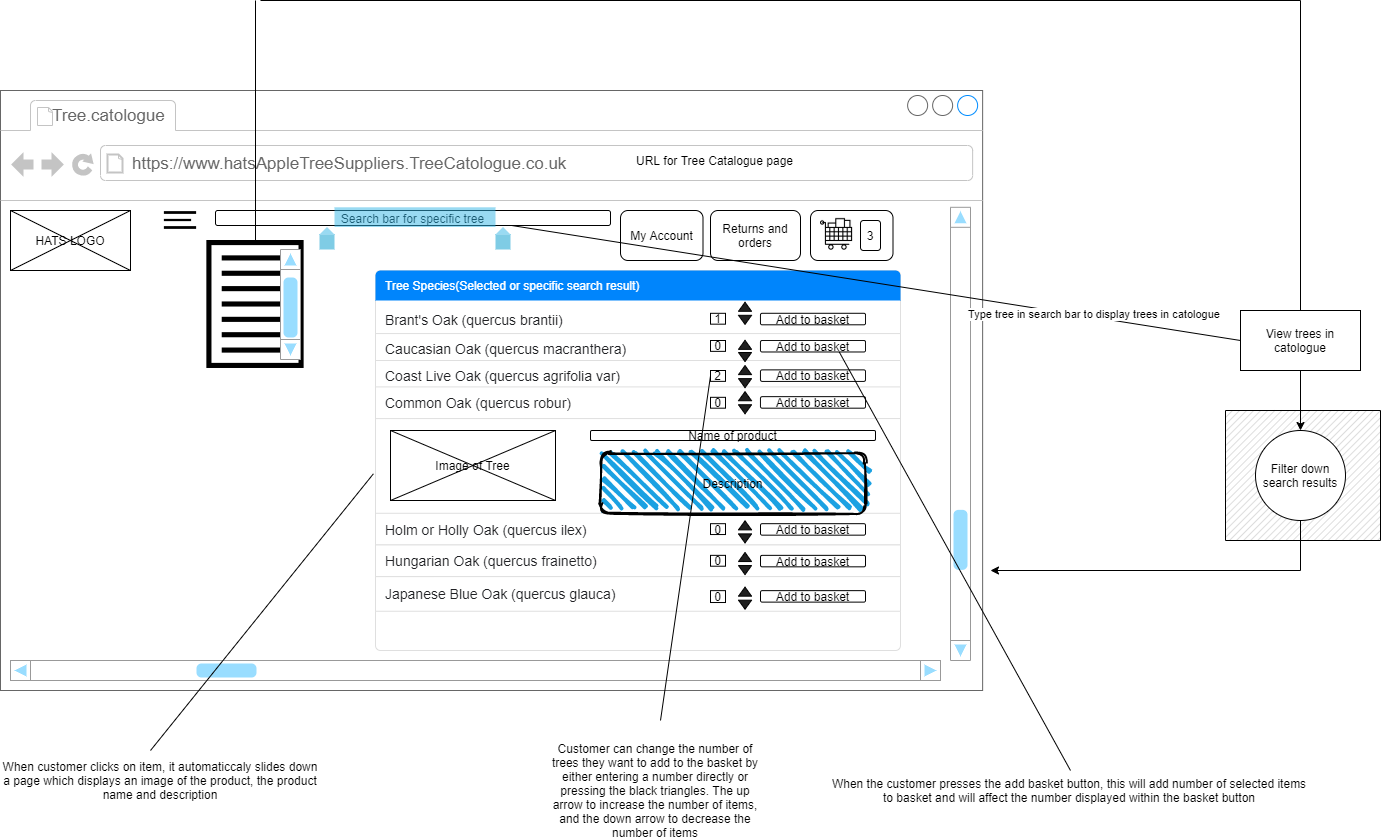 Tree.catologue
https://www.hatsAppleTreeSuppliers.TreeCatologue.co.uk
URL for Tree Catalogue page
HATS LOGO
Search bar for specific tree
My Account
Returns and
orders
3
Tree Species(Selected or specific search result)
Brant's Oak (quercus brantii) 1 Add to basket
Caucasian Oak (quercus macranthera) 0 Add to basket
Coast Live Oak (quercus agrifolia var) 2 Add to basket
Common Oak (quercus robur) 0 Add to basket
Image of Tree
Name of product
Description
Holm or Holly Oak (quercus ilex) 0 Add to basket
Hungarian Oak (quercus frainetto) 0 Add to basket
Japanese Blue Oak (quercus glauca) 0 Add to basket
Type tree in search bar to display trees in catologue
View trees in
catologue
Filter down
search results
When customer clicks on item, it automaticcaly slides down
a page which displays an image of the product, the product
name and description
Customer can change the number of
trees they want to add to the basket by
either entering a number directly or
pressing the black triangles. The up
arrow to increase the number of items,
and the down arrow to decrease the
number of items
When the customer presses the add basket button, this will add number of selected items
to basket and will affect the number displayed within the basket button